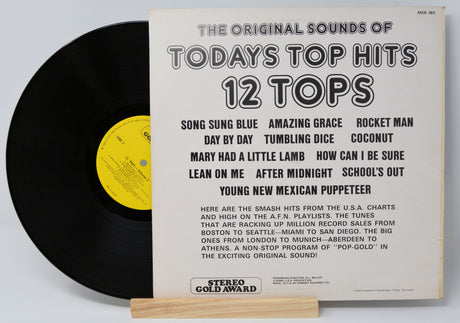 MER 363
THE ORIGINAL SOUNDS OF
TODAYS TOP HITS
12 TOPS
SONG SUNG BLUE AMAZING GRACE ROCKET MAN
DAY BY DAY TUMBLING DICE COCONUT
MARY HAD A LITTLE LAMB HOW CAN I BE SURE
LEAN ON ME AFTER MIDNIGHT SCHOOL'S OUT
YOUNG NEW MEXICAN PUPPETEER
HERE ARE THE SMASH HITS FROM THE U.S.A. CHARTS
AND HIGH ON THE A.F.N. PLAYLISTS. THE TUNES
THAT ARE RACKING UP MILLION RECORD SALES FROM
BOSTON TO SEATTLE—MIAMI TO SAN DIEGO. THE BIG
ONES FROM LONDON TO MUNICH—ABERDEEN TO
ATHENS. A NON-STOP PROGRAM OF "POP-GOLD" IN
THE EXCITING ORIGINAL SOUND!
STEREO
GOLD AWARD